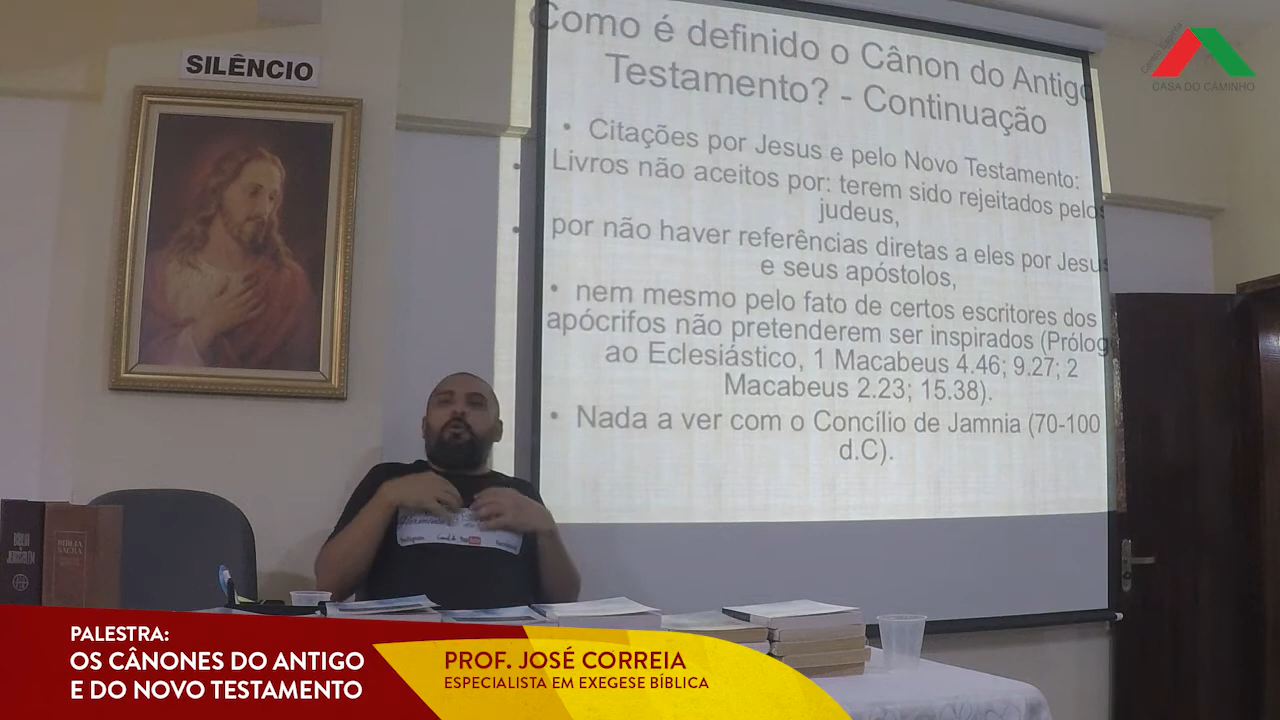 SILÊNCIO
Como é definido o Cânon do Antigo
Testamento? - Continuação
• Citações por Jesus e pelo Novo Testamento:
• Livros não aceitos por: terem sido rejeitados pelos
judeus,
• por não haver referências diretas a eles por Jesus
e seus apóstolos,
• nem mesmo pelo fato de certos escritores dos
apócrifos não pretenderem ser inspirados (Prólogo
ao Eclesiástico, 1 Macabeus 4.46; 9.27; 2
Macabeus 2.23; 15.38).
• Nada a ver com o Concílio de Jamnia (70-100
d.C).
CASA DO CAMINHO
BÍBLIA
JERUSALÉM
BÍBLIA
SACRA
PALESTRA:
OS CÂNONES DO ANTIGO
E DO NOVO TESTAMENTO
PROF. JOSÉ CORREIA
ESPECIALISTA EM EXEGESE BÍBLICA